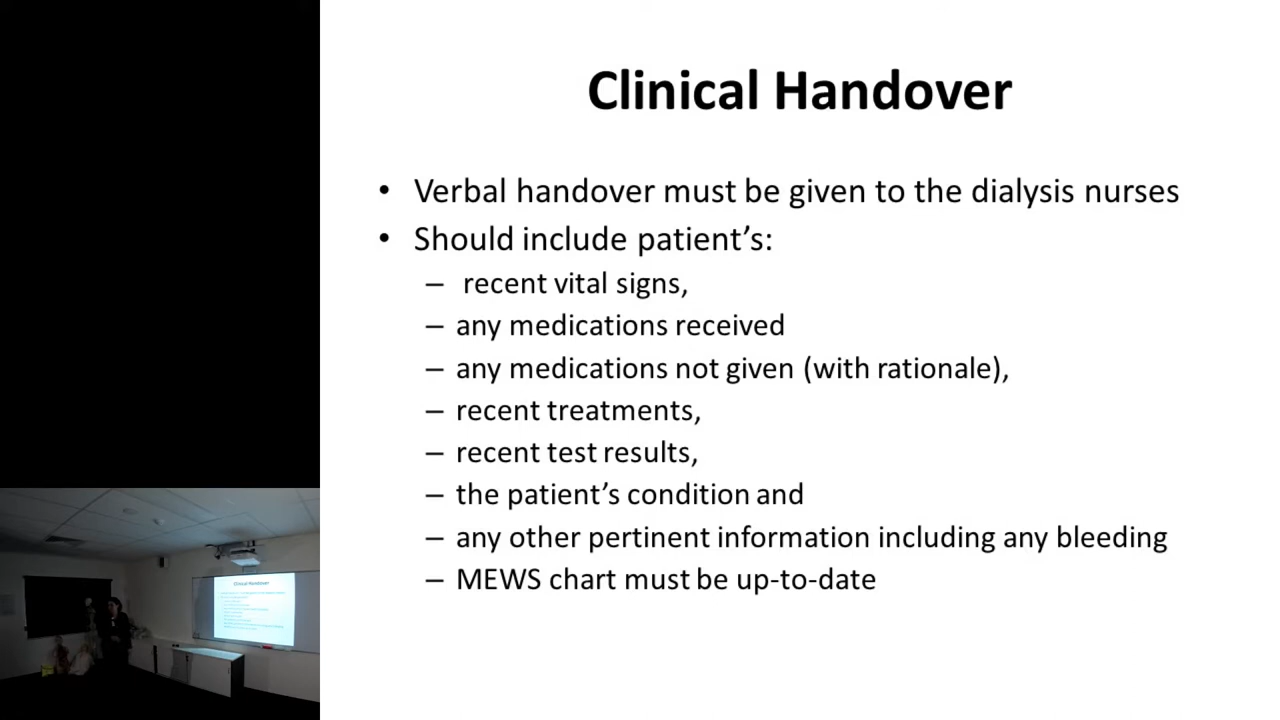 Clinical Handover
• Verbal handover must be given to the dialysis nurses
• Should include patient’s:
– recent vital signs,
– any medications received
– any medications not given (with rationale),
– recent treatments,
– recent test results,
– the patient’s condition and
– any other pertinent information including any bleeding
– MEWS chart must be up-to-date
Clinical Handover